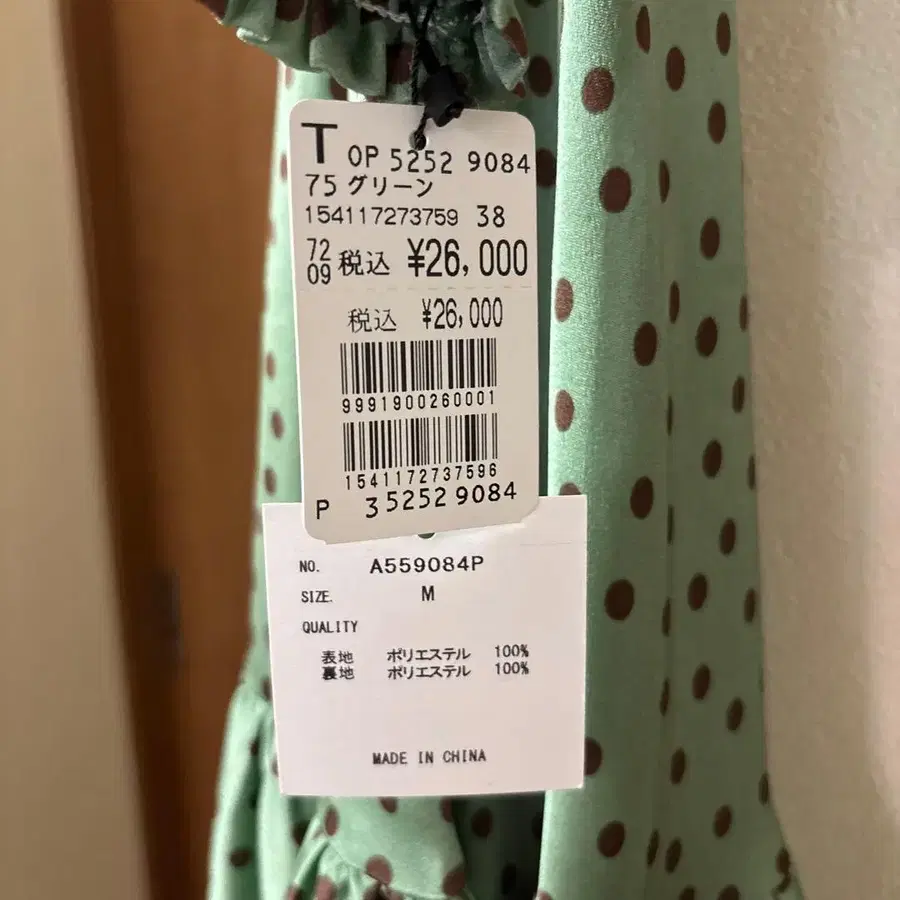 T OP 5252 9084
75 グリーン
154117273759 38
72
09 税込 ¥26,000
税込 ¥26,000
9991900260001
1541172737596
P 3 5252 9084
NO. A559084P
SIZE. M
QUALITY
表地 ポリエステル 100%
裏地 ポリエステル 100%
MADE IN CHINA